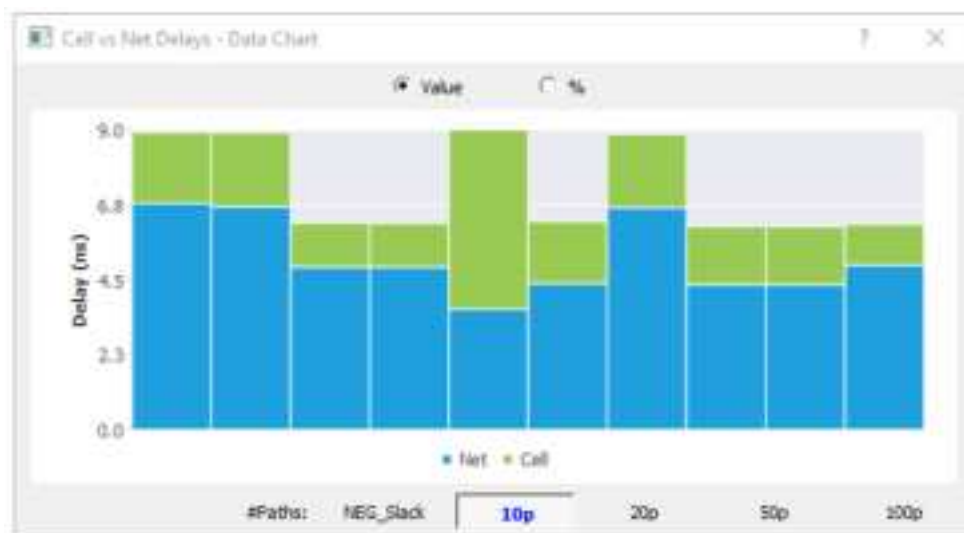 Cell vs Net Delays - Data Chart ? ×
Value %
9.0
6.8
4.5
2.3
0.0
Delay (ns)
Net Cell
#Paths: NEG_Slack 10p 20p 50p 100p